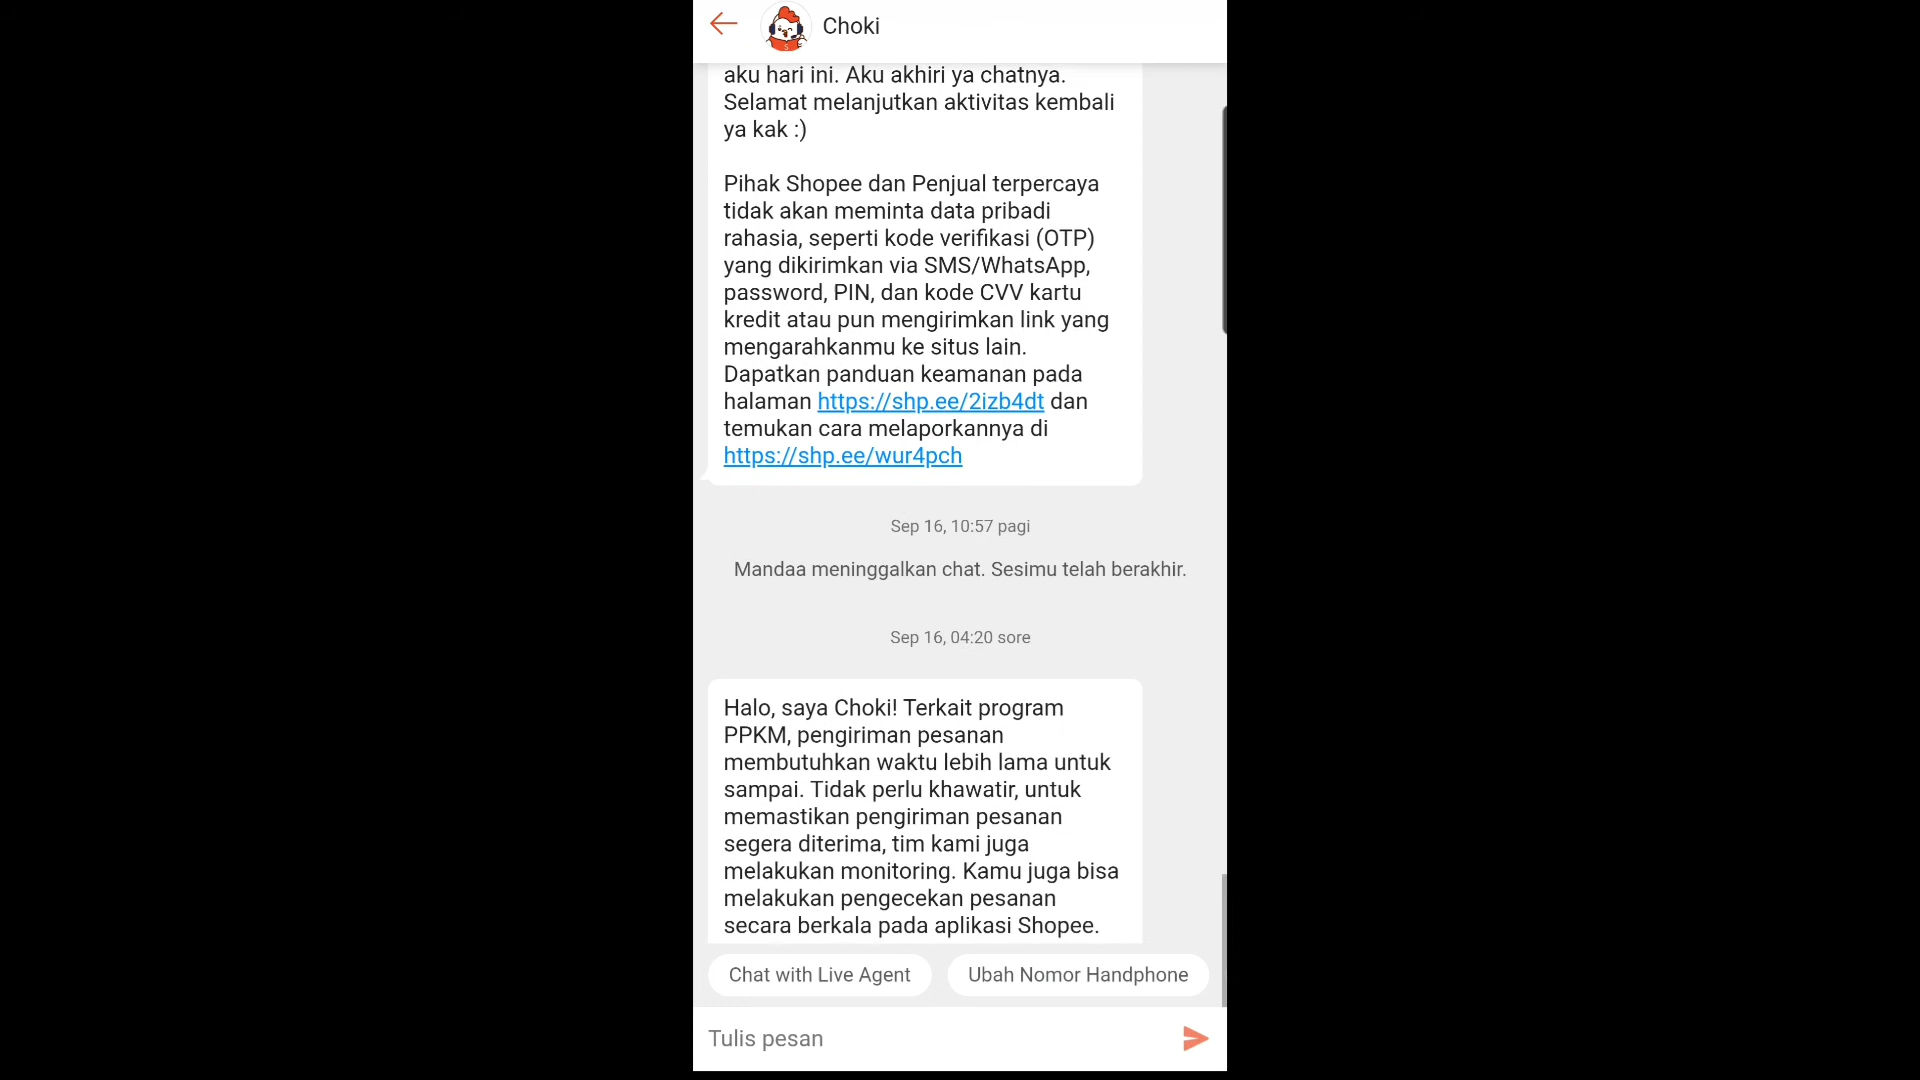 Choki
aku hari ini. Aku akhiri ya chatnya.
Selamat melanjutkan aktivitas kembali
ya kak :)
Pihak Shopee dan Penjual terpercaya
tidak akan meminta data pribadi
rahasia, seperti kode verifikasi (OTP)
yang dikirimkan via SMS/WhatsApp,
password, PIN, dan kode CVV kartu
kredit atau pun mengirimkan link yang
mengarahkanmu ke situs lain.
Dapatkan panduan keamanan pada
halaman https://shp.ee/2izb4dt dan
temukan cara melaporkannya di
https://shp.ee/wur4pch
Sep 16, 10:57 pagi
Mandaa meninggalkan chat. Sesimu telah berakhir.
Sep 16, 04:20 sore
Halo, saya Choki! Terkait program
PPKM, pengiriman pesanan
membutuhkan waktu lebih lama untuk
sampai. Tidak perlu khawatir, untuk
memastikan pengiriman pesanan
segera diterima, tim kami juga
melakukan monitoring. Kamu juga bisa
melakukan pengecekan pesanan
secara berkala pada aplikasi Shopee.
Chat with Live Agent
Ubah Nomor Handphone
Tulis pesan